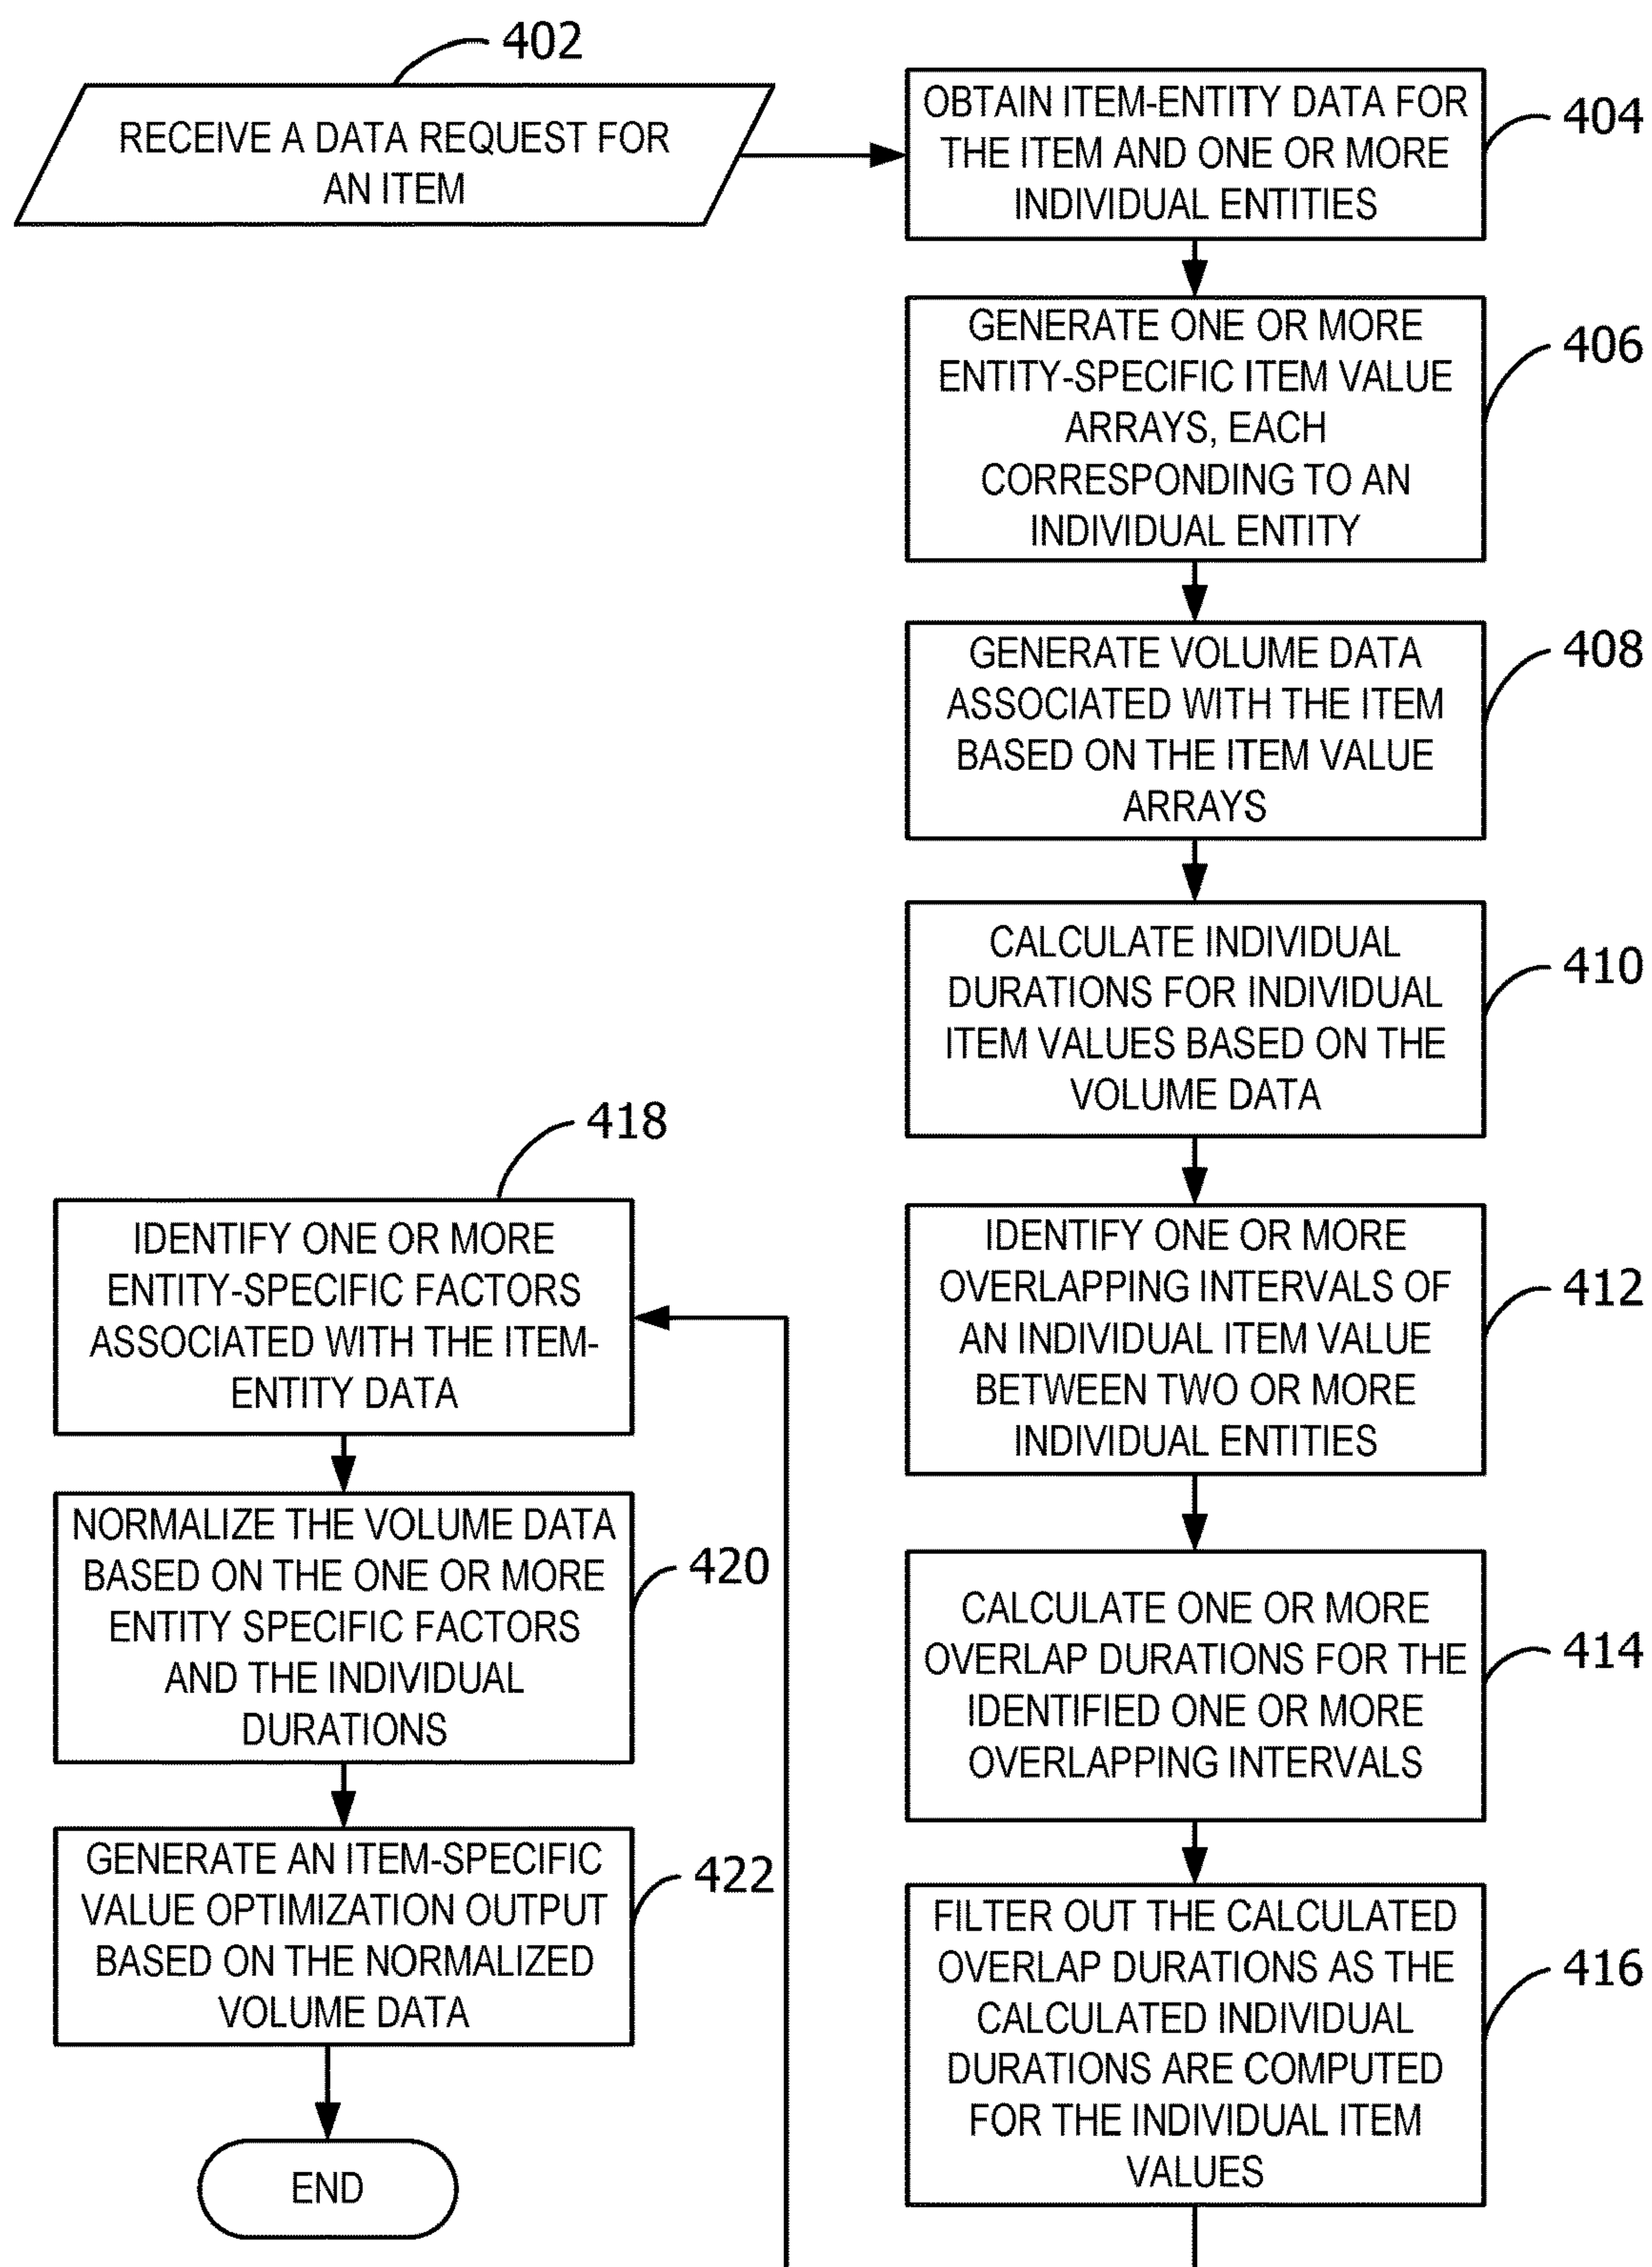 402
RECEIVE A DATA REQUEST FOR
AN ITEM
OBTAIN ITEM-ENTITY DATA FOR
THE ITEM AND ONE OR MORE
INDIVIDUAL ENTITIES
404
GENERATE ONE OR MORE
ENTITY-SPECIFIC ITEM VALUE
ARRAYS, EACH
CORRESPONDING TO AN
INDIVIDUAL ENTITY
406
GENERATE VOLUME DATA
ASSOCIATED WITH THE ITEM
BASED ON THE ITEM VALUE
ARRAYS
408
CALCULATE INDIVIDUAL
DURATIONS FOR INDIVIDUAL
ITEM VALUES BASED ON THE
VOLUME DATA
410
IDENTIFY ONE OR MORE
OVERLAPPING INTERVALS OF
AN INDIVIDUAL ITEM VALUE
BETWEEN TWO OR MORE
INDIVIDUAL ENTITIES
412
CALCULATE ONE OR MORE
OVERLAP DURATIONS FOR THE
IDENTIFIED ONE OR MORE
OVERLAPPING INTERVALS
414
FILTER OUT THE CALCULATED
OVERLAP DURATIONS AS THE
CALCULATED INDIVIDUAL
DURATIONS ARE COMPUTED
FOR THE INDIVIDUAL ITEM
VALUES
416
418
IDENTIFY ONE OR MORE
ENTITY-SPECIFIC FACTORS
ASSOCIATED WITH THE ITEM-
ENTITY DATA
NORMALIZE THE VOLUME DATA
BASED ON THE ONE OR MORE
ENTITY SPECIFIC FACTORS
AND THE INDIVIDUAL
DURATIONS
420
GENERATE AN ITEM-SPECIFIC
VALUE OPTIMIZATION OUTPUT
BASED ON THE NORMALIZED
VOLUME DATA
422
END